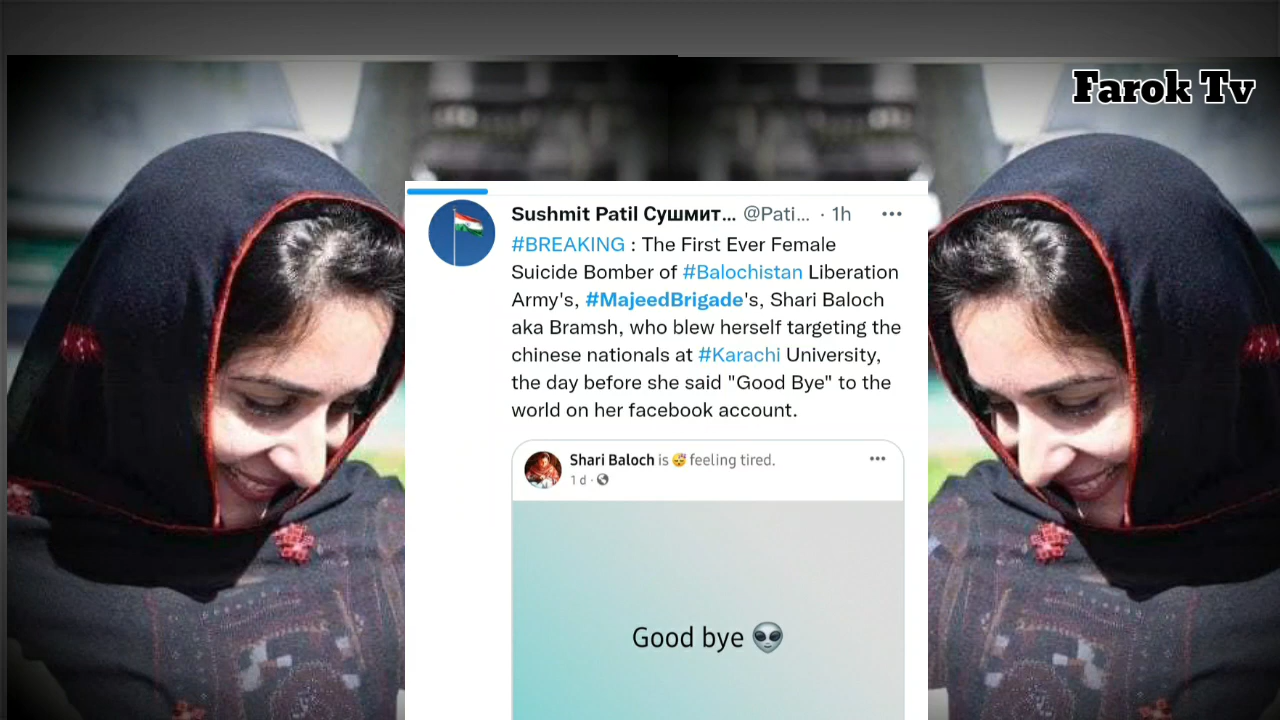 Farok Tv
Sushmit Patil Сушмит... @Pati... · 1h
#BREAKING : The First Ever Female
Suicide Bomber of #Balochistan Liberation
Army's, #MajeedBrigade's, Shari Baloch
aka Bramsh, who blew herself targeting the
chinese nationals at #Karachi University,
the day before she said "Good Bye" to the
world on her facebook account.
Shari Baloch is 😴 feeling tired.
1 d ·
Good bye 👽